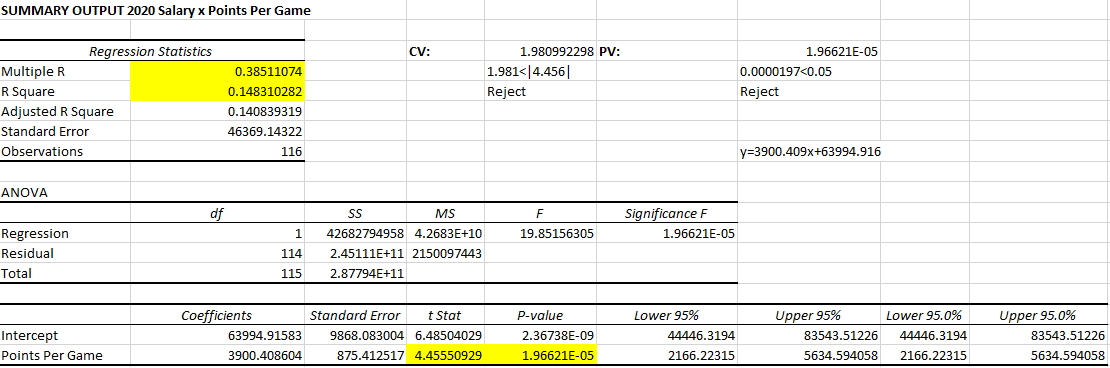 SUMMARY OUTPUT 2020 Salary x Points Per Game
Regression Statistics CV: 1.980992298 PV: 1.96621E-05
Multiple R 0.38511074 1.981<|4.456| 0.0000197<0.05
R Square 0.148310282 Reject Reject
Adjusted R Square 0.140839319
Standard Error 46369.14322
Observations 116 y=3900.409x+63994.916
ANOVA
df SS MS F Significance F
Regression 1 42682794958 4.2683E+10 19.85156305 1.96621E-05
Residual 114 2.45111E+11 2150097443
Total 115 2.87794E+11
Coefficients Standard Error t Stat P-value Lower 95% Upper 95% Lower 95.0% Upper 95.0%
Intercept 63994.91583 9868.083004 6.48504029 2.36738E-09 44446.3194 83543.51226 44446.3194 83543.51226
Points Per Game 3900.408604 875.412517 4.45550929 1.96621E-05 2166.22315 5634.594058 2166.22315 5634.594058